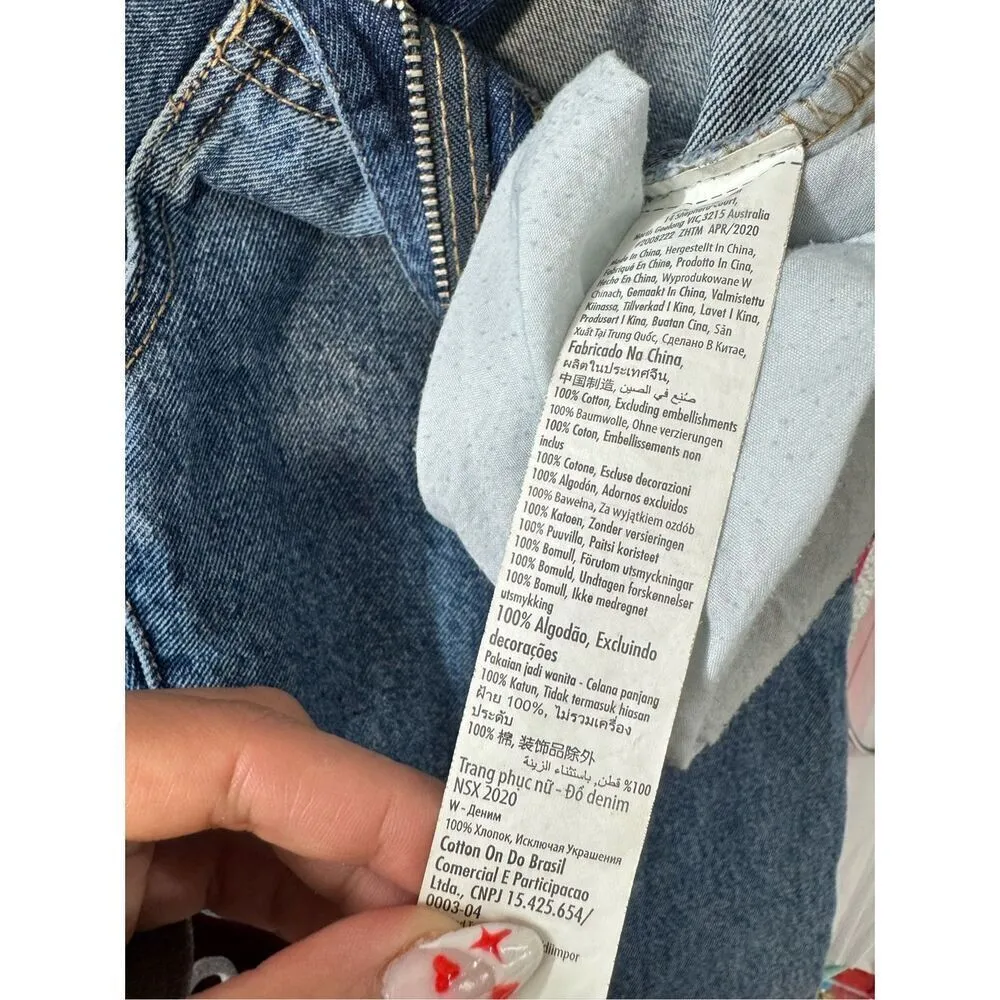 14 Shepherd Court,
North Geelong VIC,3215 Australia
P2008222 ZHTM APR/2020
Made In China, Hergestellt In China,
Fabriqué En Chine, Prodotto In Cina,
Hecho En China, Wyprodukowane W
Chinach, Gemaakt In China, Valmistettu
Kiinassa, Tillverkad I Kina, Lavet I Kina,
Produsert I Kina, Buatan Cina, Sản
Xuất Tại Trung Quốc, Сделано В Китае,
Fabricado Na China,
ผลิตในประเทศจีน,
中国制造, صنع في الصين
100% Cotton, Excluding embellishments
100% Baumwolle, Ohne verzierungen
100% Coton, Embellissements non
inclus
100% Cotone, Escluse decorazioni
100% Algodón, Adornos excluidos
100% Bawełna, Za wyjątkiem ozdób
100% Katoen, Zonder versieringen
100% Puuvilla, Paitsi koristeet
100% Bomull, Förutom utsmyckningar
100% Bomuld, Undtagen forskønnelser
100% Bomull, Ikke medregnet
utsmykking
100% Algodão, Excluindo
decorações
Pakaian jadi wanita - Celana panjang
100% Katun, Tidak termasuk hiasan
ฝ้าย 100%, ไม่รวมเครื่อง
ประดับ
100% 棉, 装饰品除外
100% قطن, باستثناء الزينة
Trang phục nữ - Đồ denim
NSX 2020
W - Деним
100% Хлопок, Исключая Украшения
Cotton On Do Brasil
Comercial E Participacao
Ltda., CNPJ 15.425.654/
0003-04